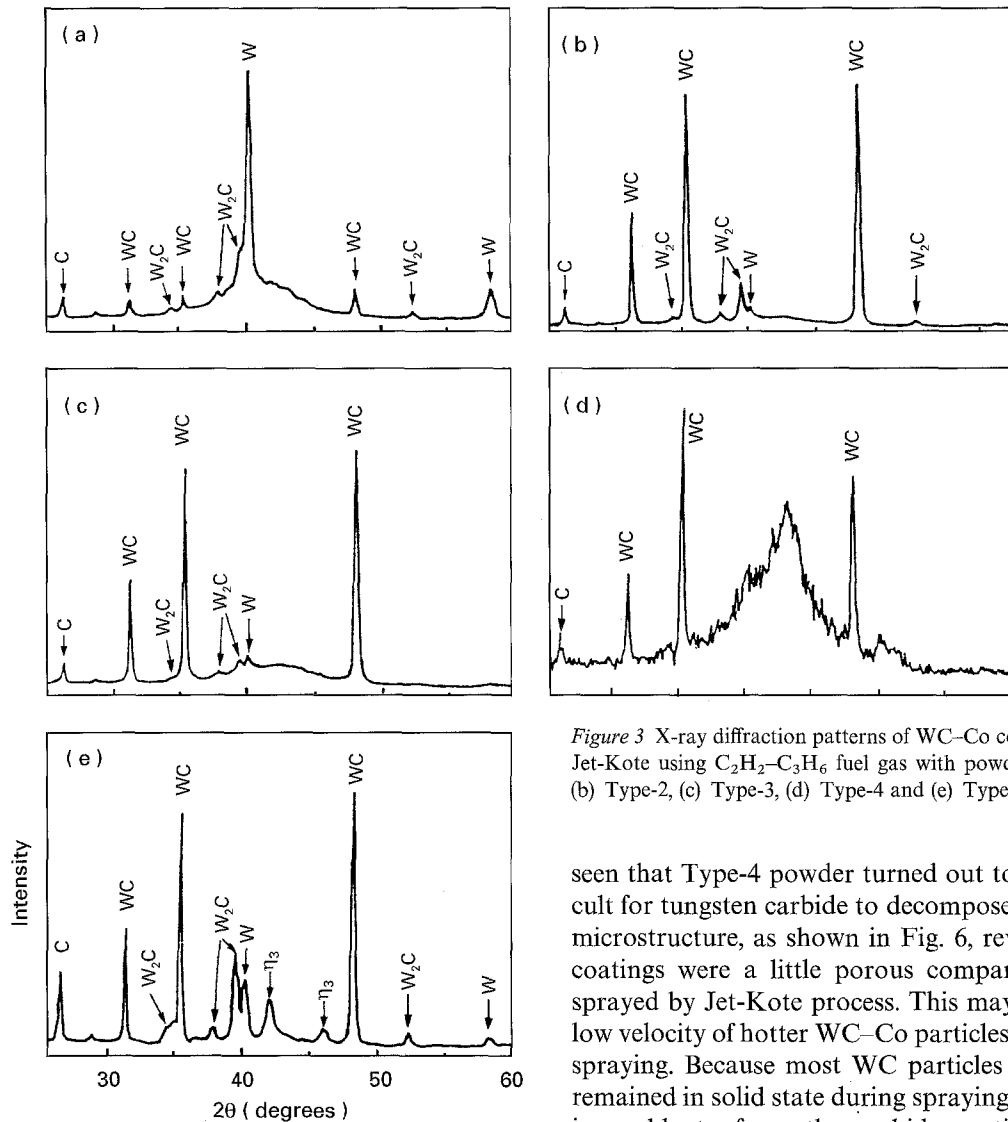 (a)
C
WC
W₂C
WC
W₂C
W
WC
W₂C
W
(b)
C
WC
W₂C
WC
W₂C
W
WC
W₂C
(c)
C
WC
W₂C
WC
W₂C
W
WC
(d)
C
WC
WC
WC
(e)
C
WC
W₂C
WC
W₂C
W
η₃
η₃
WC
W₂C
W
Intensity
30 40 50 60
2θ ( degrees )
Figure 3 X-ray diffraction patterns of WC–Co
Jet-Kote using C₂H₂–C₃H₆ fuel gas with
(b) Type-2, (c) Type-3, (d) Type-4 and (e) Type
seen that Type-4 powder turned out
cult for tungsten carbide to decompose
microstructure, as shown in Fig. 6,
coatings were a little porous
sprayed by Jet-Kote process. This may
low velocity of hotter WC–Co particles
spraying. Because most WC particles
remained in solid state during spraying